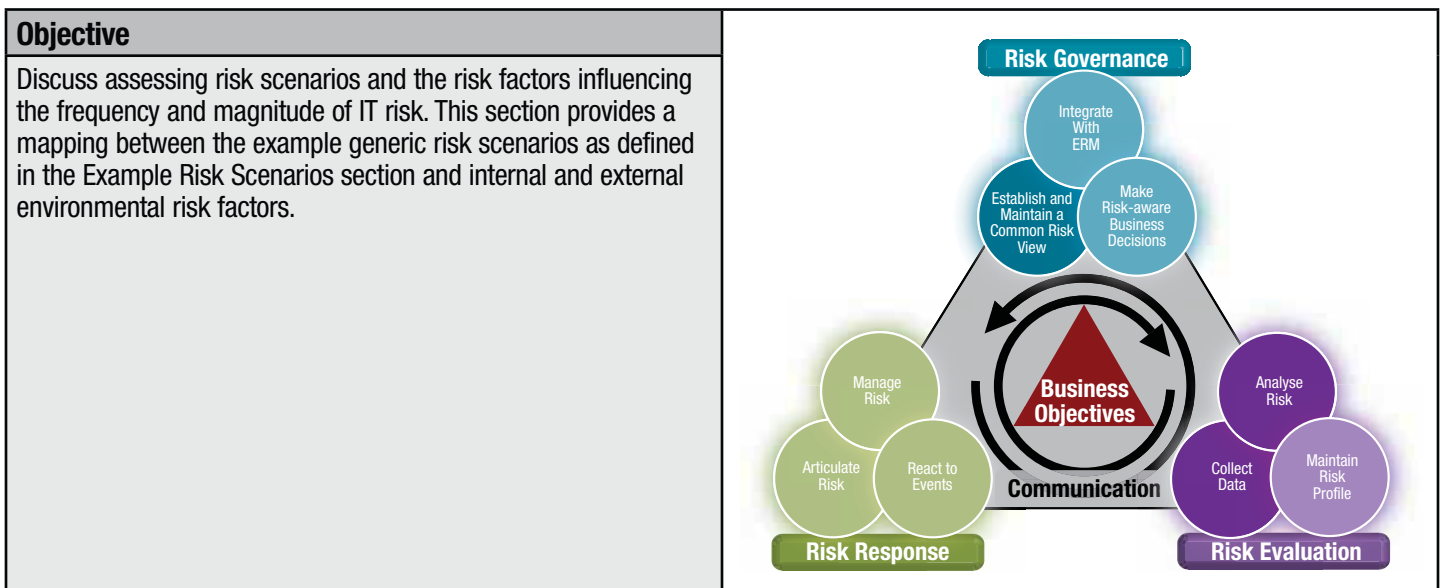 Objective
Discuss assessing risk scenarios and the risk factors influencing
the frequency and magnitude of IT risk. This section provides a
mapping between the example generic risk scenarios as defined
in the Example Risk Scenarios section and internal and external
environmental risk factors.
Risk Governance
Integrate
With
ERM
Establish and
Maintain a
Common Risk
View
Make
Risk-aware
Business
Decisions
Business
Objectives
Communication
Manage
Risk
Articulate
Risk
React to
Events
Risk Response
Analyse
Risk
Collect
Data
Maintain
Risk
Profile
Risk Evaluation